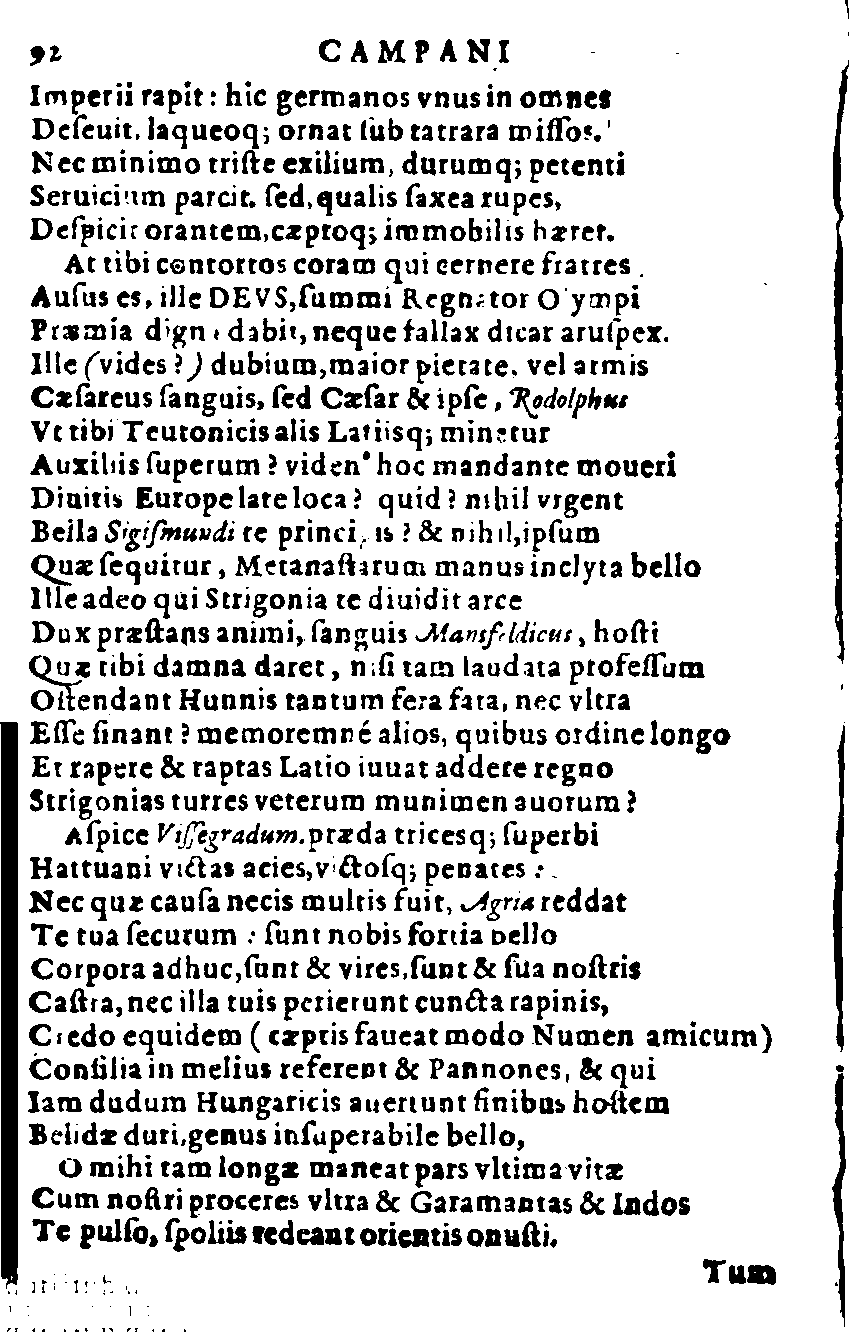 92 CAMPANI
Imperii rapit: hic germanos vnus in omnes
Deſeuit, laqueoq; ornat ſub tatrara miſſos.
Nec minimo triſte exilium, durumq; petenti
Seruicium parcit. ſed, qualis ſaxea rupes,
Deſpicit orantem, cæptoq; immobilis hæret.
At tibi contortos coram qui cernere fratres.
Auſus es, ille DEVS, ſummi Regnator Olympi
Præmia digna dabit, neque fallax dicar aruſpex.
Ille (vides?) dubium, maior pietate, vel armis
Cæſareus ſanguis, ſed Cæſar & ipſe, Rodolphus
Vt tibi Teutonicis alis Latiisq; minetur
Auxiliis ſuperum? viden' hoc mandante moueri
Diuitis Europe late loca? quid? nihil vrgent
Bella Sigiſmundi te principis? & nihil, ipſum
Quæ ſequitur, Metanaſtarum manus inclyta bello
Ille adeo qui Strigonia te diuidit arce
Dux præſtans animi, ſanguis Mansfeldicus, hoſti
Quæ tibi damna daret, niſi tam laudata profeſſum
Oſtendant Hunnis tantum fera fata, nec vltra
Eſſe ſinant? memoremné alios, quibus ordine longo
Et rapere & raptas Latio iuuat addere regno
Strigonias turres veterum munimen auorum?
Aſpice Viſſegradum. præda tricesq; ſuperbi
Hattuani victas acies, victoſq; penates:
Nec quæ cauſa necis multis fuit, Agria reddat
Te tua ſecurum: ſunt nobis fortia bello
Corpora adhuc, ſunt & vires, ſunt & ſua noſtris
Caſtra, nec illa tuis perierunt cuncta rapinis,
Credo equidem (cæptis faueat modo Numen amicum)
Conſilia in melius referent & Pannones, & qui
Iam dudum Hungaricis auertunt finibus hoſtem
Belidæ duri, genus inſuperabile bello,
O mihi tam longæ maneat pars vltima vitæ
Cum noſtri proceres vltra & Garamantas & Indos
Te pulſo, ſpoliis redeant orientis onuſti.
Tum